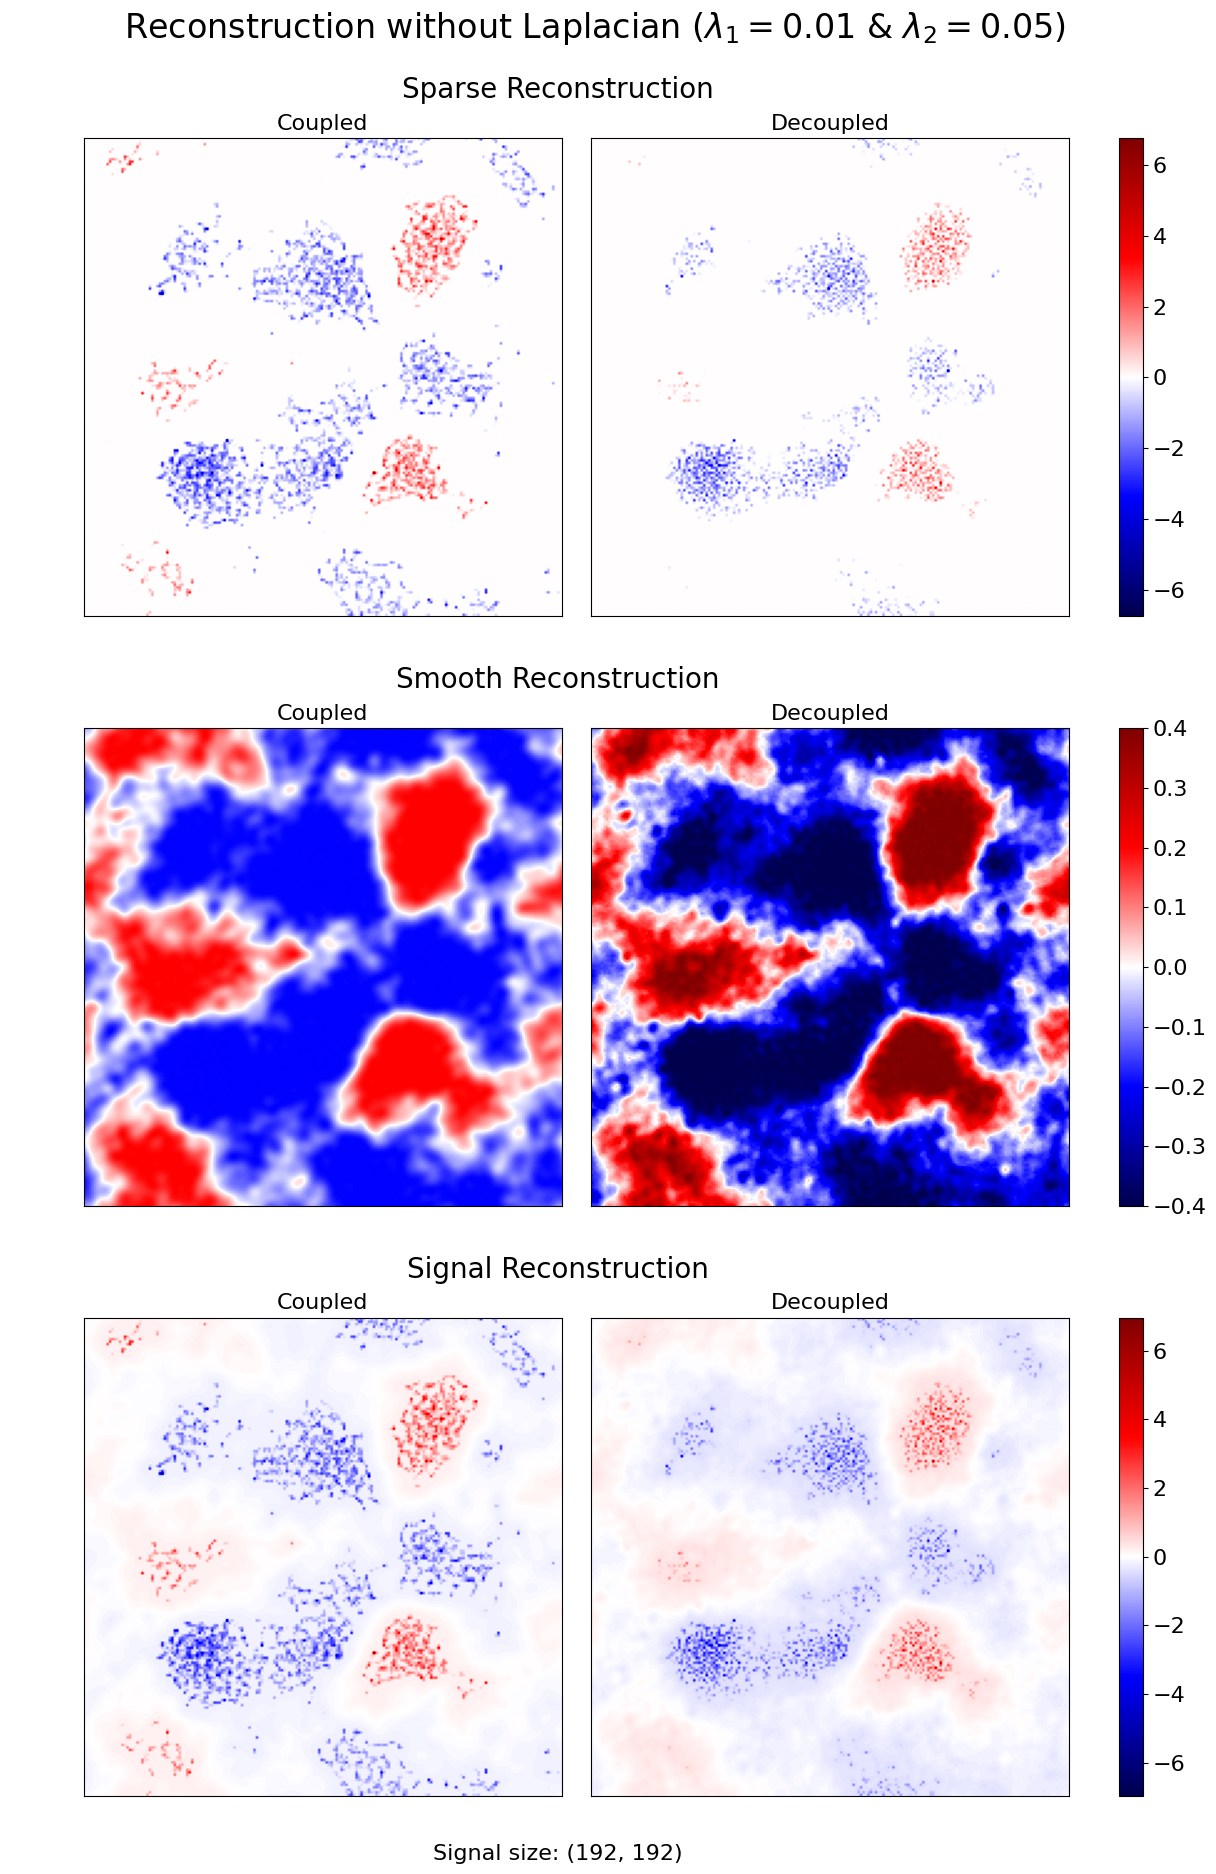 Reconstruction without Laplacian (λ₁ = 0.01 & λ₂ = 0.05)
Sparse Reconstruction
Coupled
Decoupled
6
4
2
0
−2
−4
−6
Smooth Reconstruction
Coupled
Decoupled
0.4
0.3
0.2
0.1
0.0
−0.1
−0.2
−0.3
−0.4
Signal Reconstruction
Coupled
Decoupled
6
4
2
0
−2
−4
−6
Signal size: (192, 192)